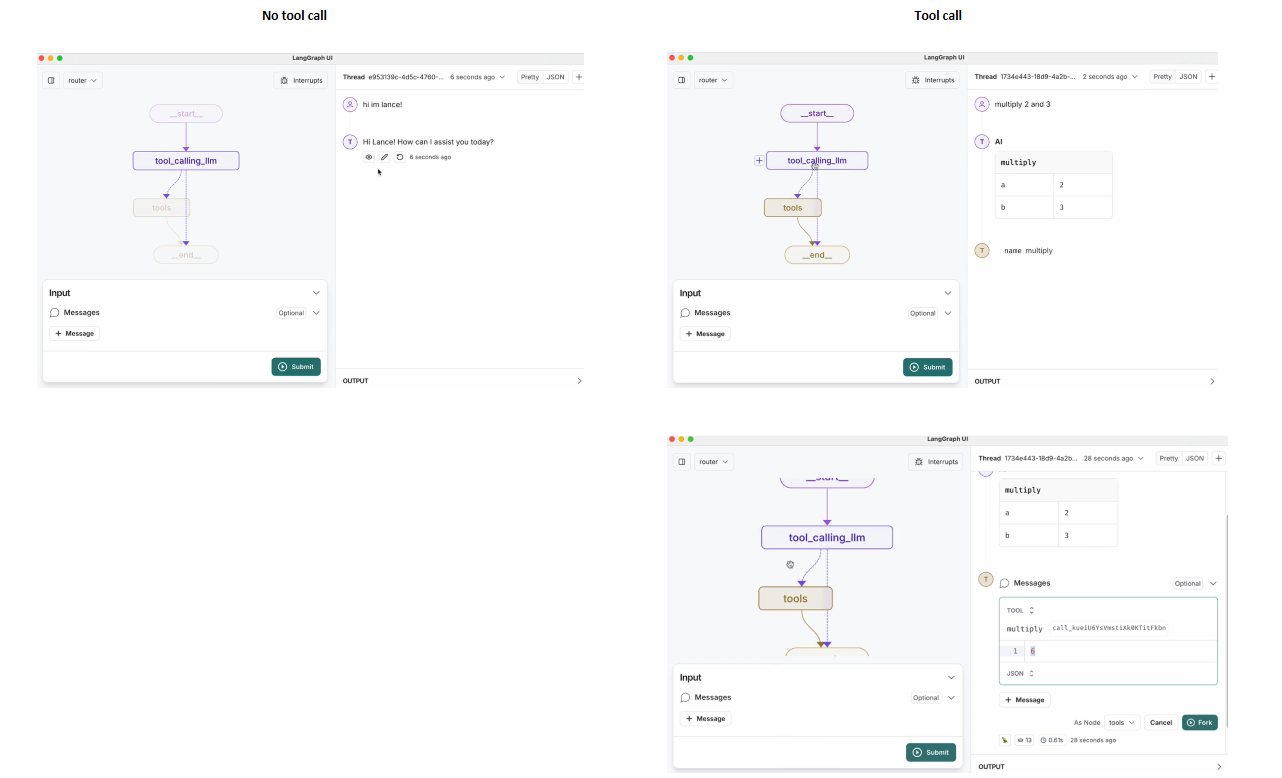 No tool call
LangGraph UI
router
Interrupts
__start__
tool_calling_llm
tools
__end__
Input
Messages
Optional
+ Message
Submit
Thread e953139c-4d5c-4760-... 6 seconds ago
Pretty JSON +
hi im lance!
T Hi Lance! How can I assist you today?
6 seconds ago
OUTPUT
Tool call
LangGraph UI
router
Interrupts
__start__
+ tool_calling_llm
tools
__end__
Input
Messages
Optional
+ Message
Submit
Thread 1734e443-18d9-4a2b-... 2 seconds ago
Pretty JSON +
multiply 2 and 3
T AI
multiply
a 2
b 3
T name multiply
OUTPUT
LangGraph UI
router
Interrupts
__start__
tool_calling_llm
tools
Input
Messages
Optional
+ Message
Submit
Thread 1734e443-18d9-4a2b... 28 seconds ago
Pretty JSON +
multiply
a 2
b 3
T Messages
Optional
TOOL
multiply
1 6
JSON
+ Message
As Node tools Cancel Fork
13 0.61s 28 seconds ago
OUTPUT